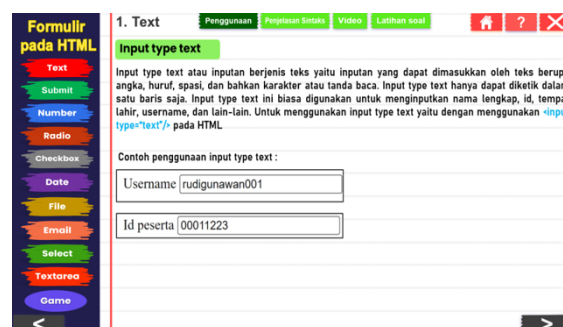 Formulir
pada HTML
Text
Submit
Number
Radio
Checkbox
Date
File
Email
Select
Textarea
Game
<
1. Text
Penggunaan
Penjelasan Sintaks
Video
Latihan soal
?
Input type text
Input type text atau inputan berjenis teks yaitu inputan yang dapat dimasukkan oleh teks berup
angka, huruf, spasi, dan bahkan karakter atau tanda baca. Input type text hanya dapat diketik dalar
satu baris saja. Input type text ini biasa digunakan untuk menginputkan nama lengkap, id, tempa
lahir, username, dan lain-lain. Untuk menggunakan input type text yaitu dengan menggunakan <inpu
type="text"/> pada HTML
Contoh penggunaan input type text :
Username rudigunawan001
Id peserta 00011223
>